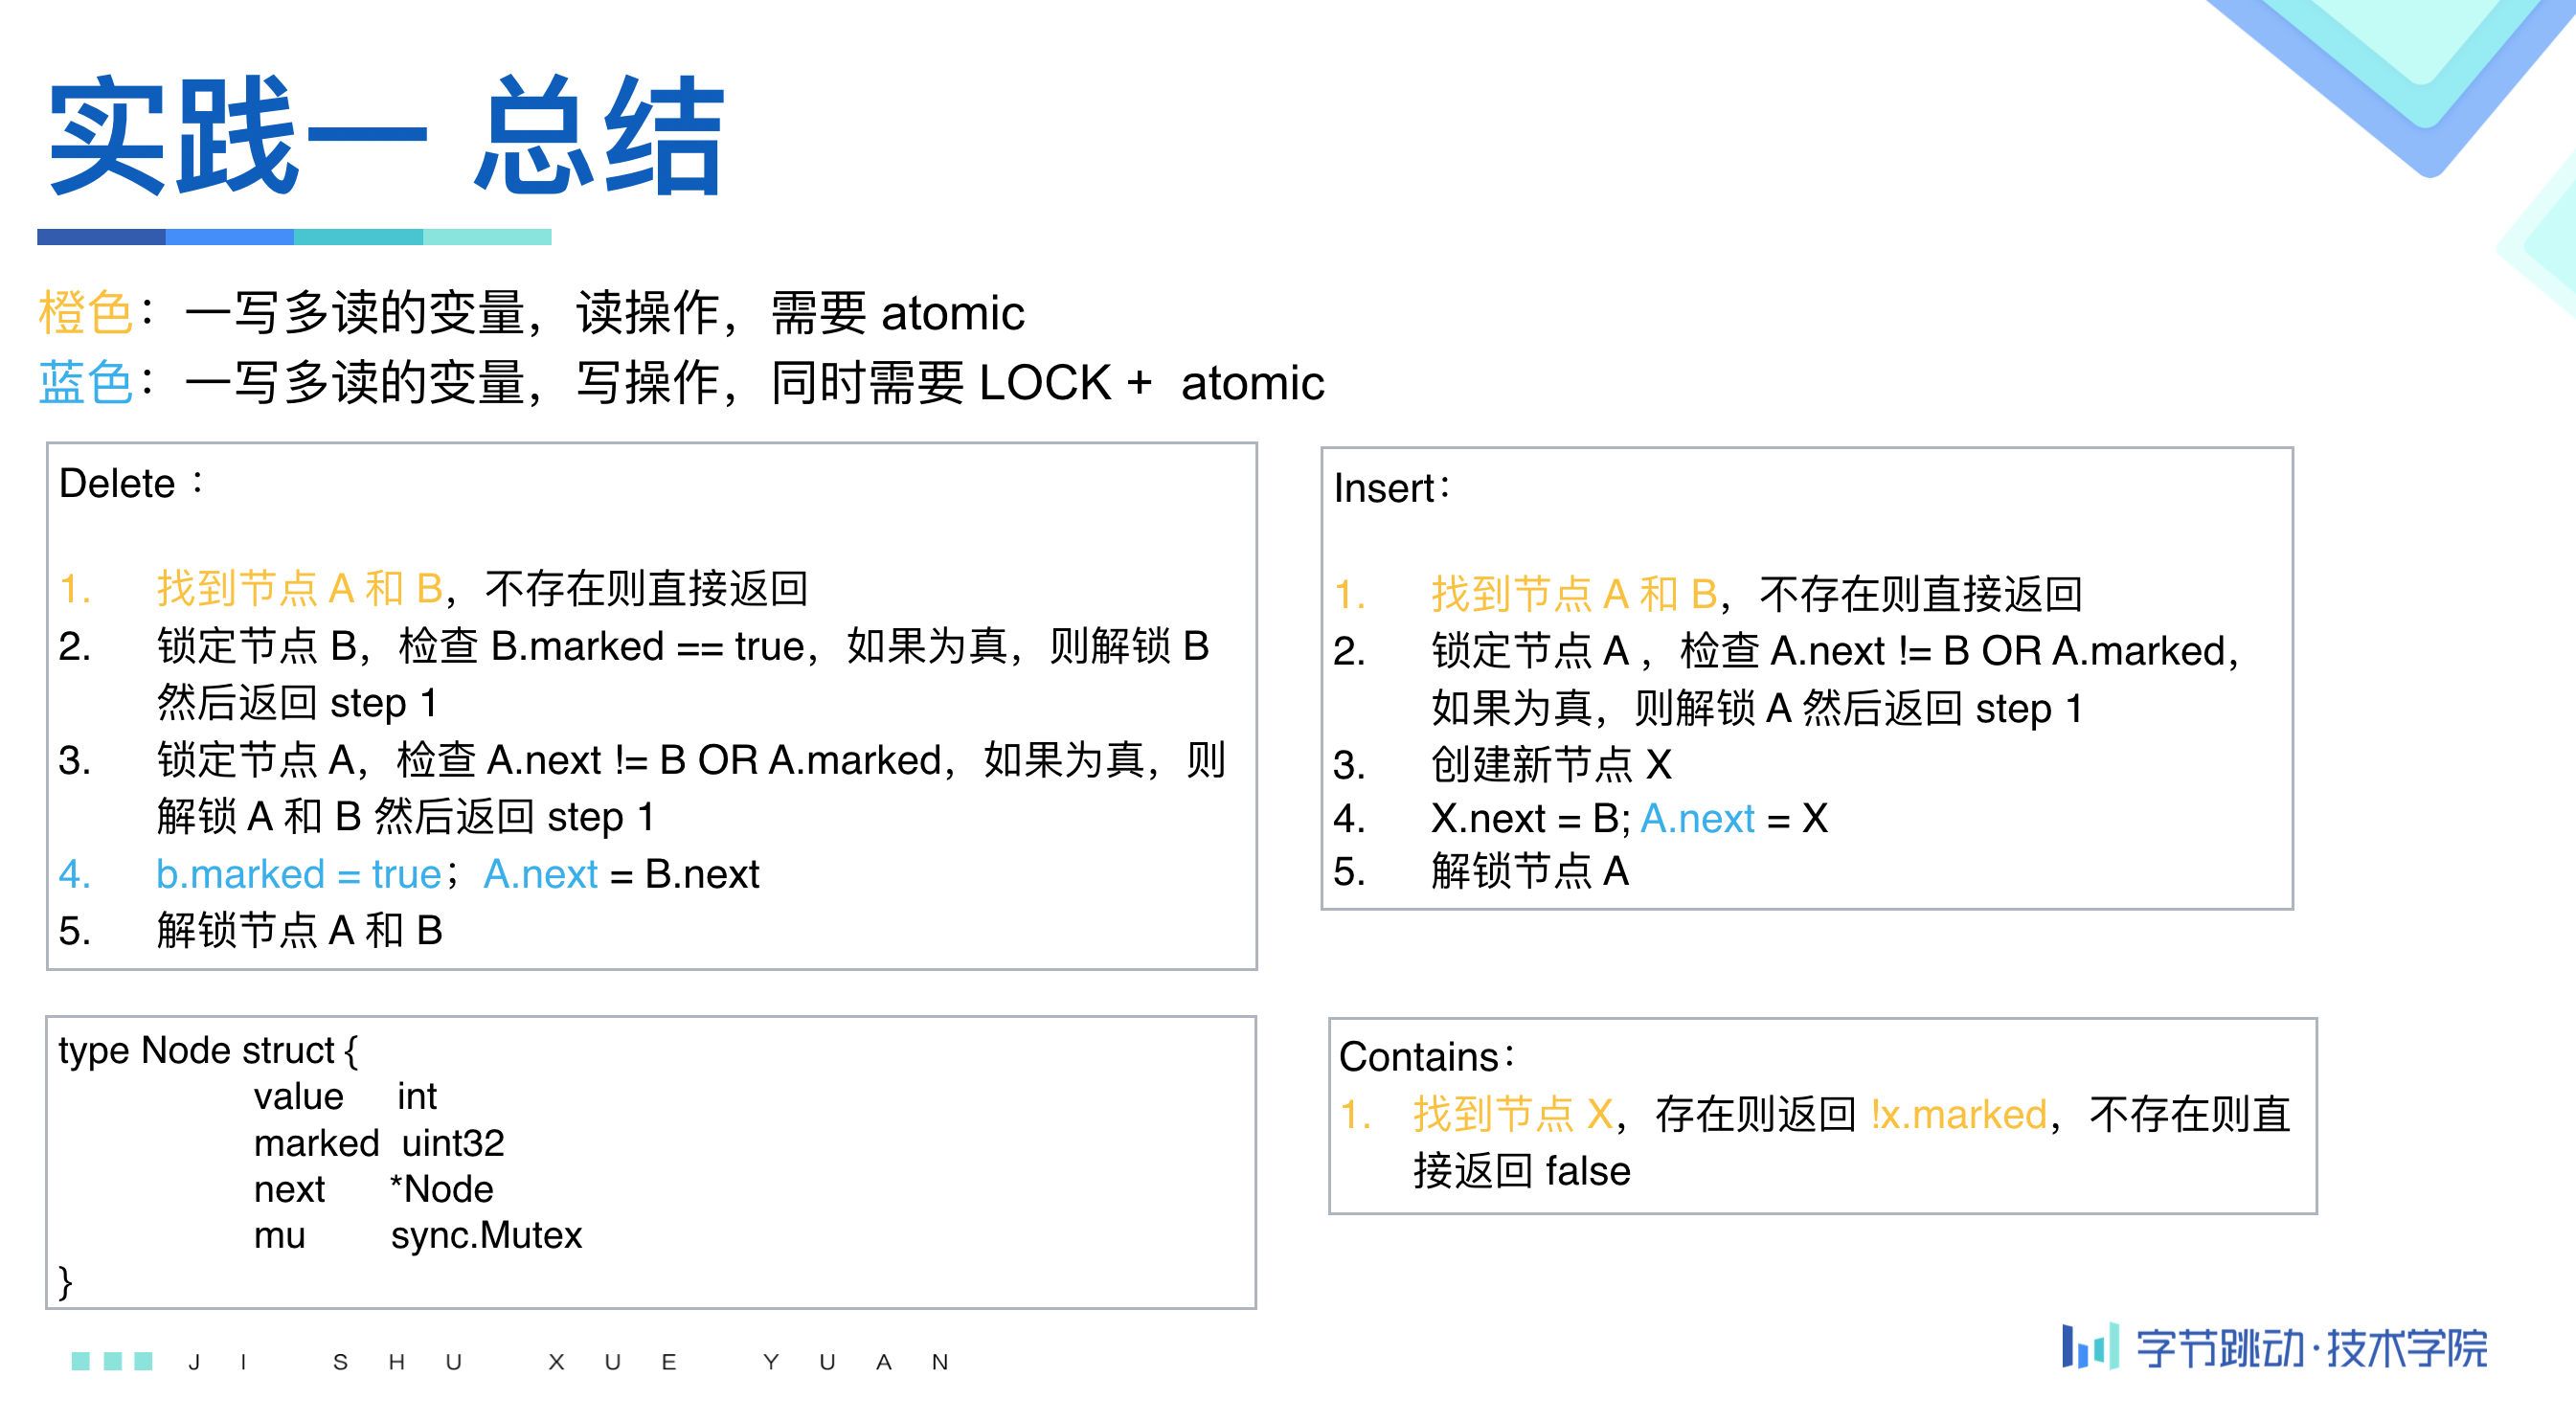 实践一 总结
橙色：一写多读的变量，读操作，需要 atomic
蓝色：一写多读的变量，写操作，同时需要 LOCK + atomic
Delete：
1. 找到节点 A 和 B，不存在则直接返回
2. 锁定节点 B，检查 B.marked == true，如果为真，则解锁 B
然后返回 step 1
3. 锁定节点 A，检查 A.next != B OR A.marked，如果为真，则
解锁 A 和 B 然后返回 step 1
4. b.marked = true；A.next = B.next
5. 解锁节点 A 和 B
Insert：
1. 找到节点 A 和 B，不存在则直接返回
2. 锁定节点 A ，检查 A.next != B OR A.marked，
如果为真，则解锁 A 然后返回 step 1
3. 创建新节点 X
4. X.next = B; A.next = X
5. 解锁节点 A
type Node struct {
value int
marked uint32
next *Node
mu sync.Mutex
}
Contains：
1. 找到节点 X，存在则返回 !x.marked，不存在则直
接返回 false
JI SHU XUE YUAN
字节跳动·技术学院